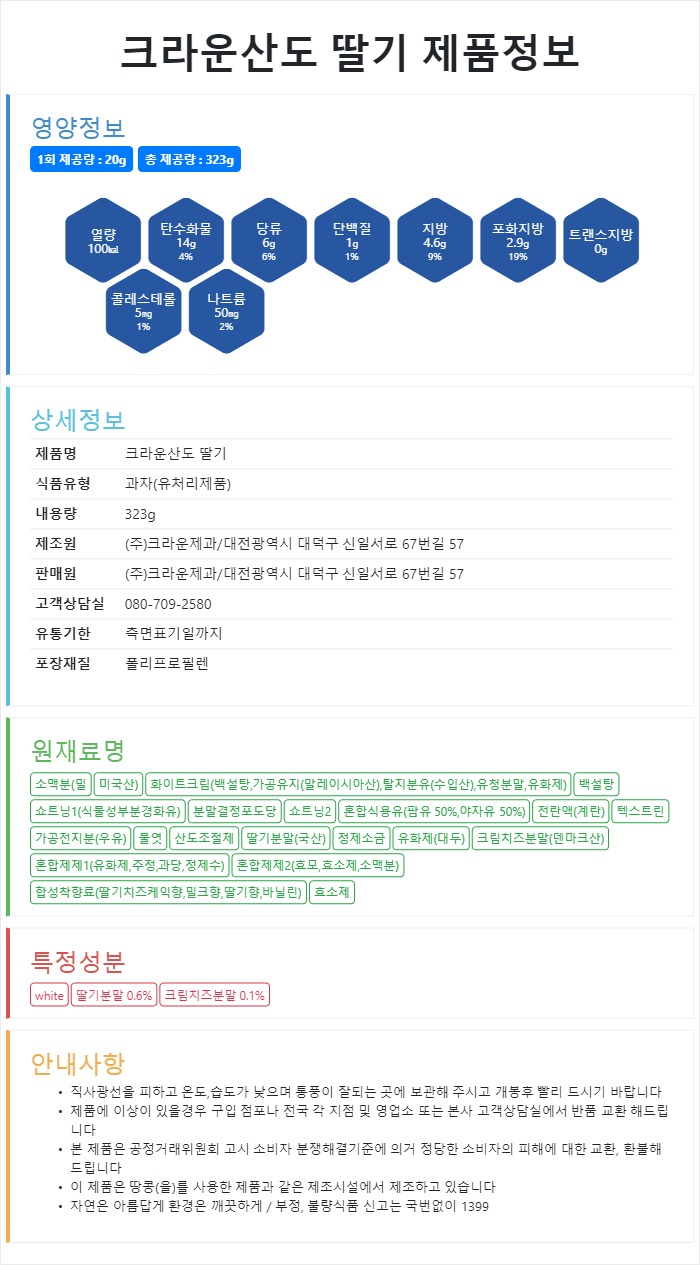 크라운산도 딸기 제품정보
영양정보
1회 제공량 : 20g 총 제공량 : 323g
열량 100㎉
탄수화물 14g 4%
당류 6g 6%
단백질 1g 1%
지방 4.6g 9%
포화지방 2.9g 19%
트랜스지방 0g
콜레스테롤 5㎎ 1%
나트륨 50㎎ 2%
상세정보
제품명 크라운산도 딸기
식품유형 과자(유처리제품)
내용량 323g
제조원 (주)크라운제과/대전광역시 대덕구 신일서로 67번길 57
판매원 (주)크라운제과/대전광역시 대덕구 신일서로 67번길 57
고객상담실 080-709-2580
유통기한 측면표기일까지
포장재질 폴리프로필렌
원재료명
소맥분(밀 미국산) 화이트크림(백설탕,가공유지(말레이시아산),탈지분유(수입산),유청분말,유화제) 백설탕
쇼트닝1(식물성부분경화유) 분말결정포도당 쇼트닝2 혼합식용유(팜유 50%,야자유 50%) 전란액(계란) 텍스트린
가공전지분(우유) 물엿 산도조절제 딸기분말(국산) 정제소금 유화제(대두) 크림치즈분말(덴마크산)
혼합제제1(유화제,주정,과당,정제수) 혼합제제2(효모,효소제,소맥분)
합성착향료(딸기치즈케익향,밀크향,딸기향,바닐린) 효소제
특정성분
white 딸기분말 0.6% 크림치즈분말 0.1%
안내사항
• 직사광선을 피하고 온도,습도가 낮으며 통풍이 잘되는 곳에 보관해 주시고 개봉후 빨리 드시기 바랍니다
• 제품에 이상이 있을경우 구입 점포나 전국 각 지점 및 영업소 또는 본사 고객상담실에서 반품 교환 해드립
니다
• 본 제품은 공정거래위원회 고시 소비자 분쟁해결기준에 의거 정당한 소비자의 피해에 대한 교환, 환불해
드립니다
• 이 제품은 땅콩(을)를 사용한 제품과 같은 제조시설에서 제조하고 있습니다
• 자연은 아름답게 환경은 깨끗하게 / 부정, 불량식품 신고는 국번없이 1399